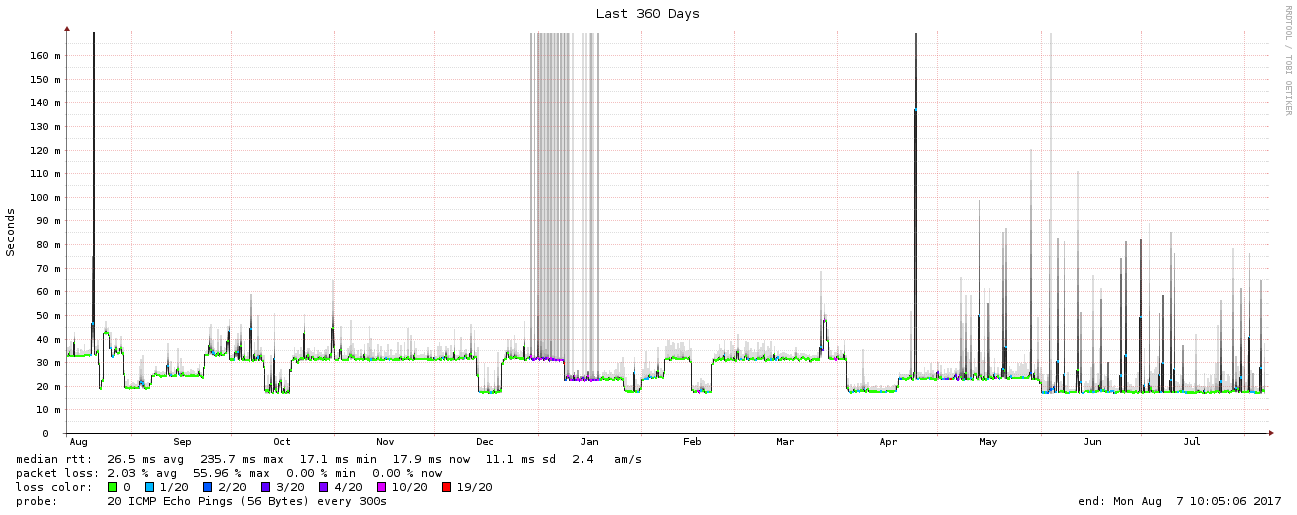 Last 360 Days
RRDTOOL / TOBI OETIKER
Seconds
160 m
150 m
140 m
130 m
120 m
110 m
100 m
90 m
80 m
70 m
60 m
50 m
40 m
30 m
20 m
10 m
0
Aug Sep Oct Nov Dec Jan Feb Mar Apr May Jun Jul
median rtt: 26.5 ms avg 235.7 ms max 17.1 ms min 17.9 ms now 11.1 ms sd 2.4 am/s
packet loss: 2.03 % avg 55.96 % max 0.00 % min 0.00 % now
loss color: 0 1/20 2/20 3/20 4/20 10/20 19/20
probe: 20 ICMP Echo Pings (56 Bytes) every 300s end: Mon Aug 7 10:05:06 2017